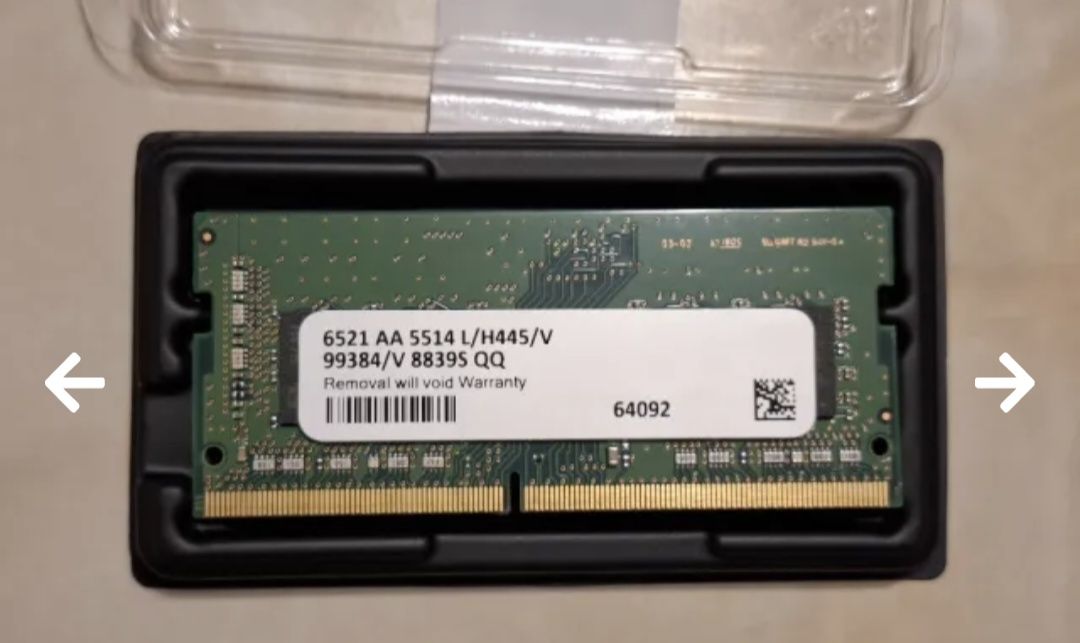 6521 AA 5514 L/H445/V
99384/V 8839S QQ
Removal will void Warranty
64092